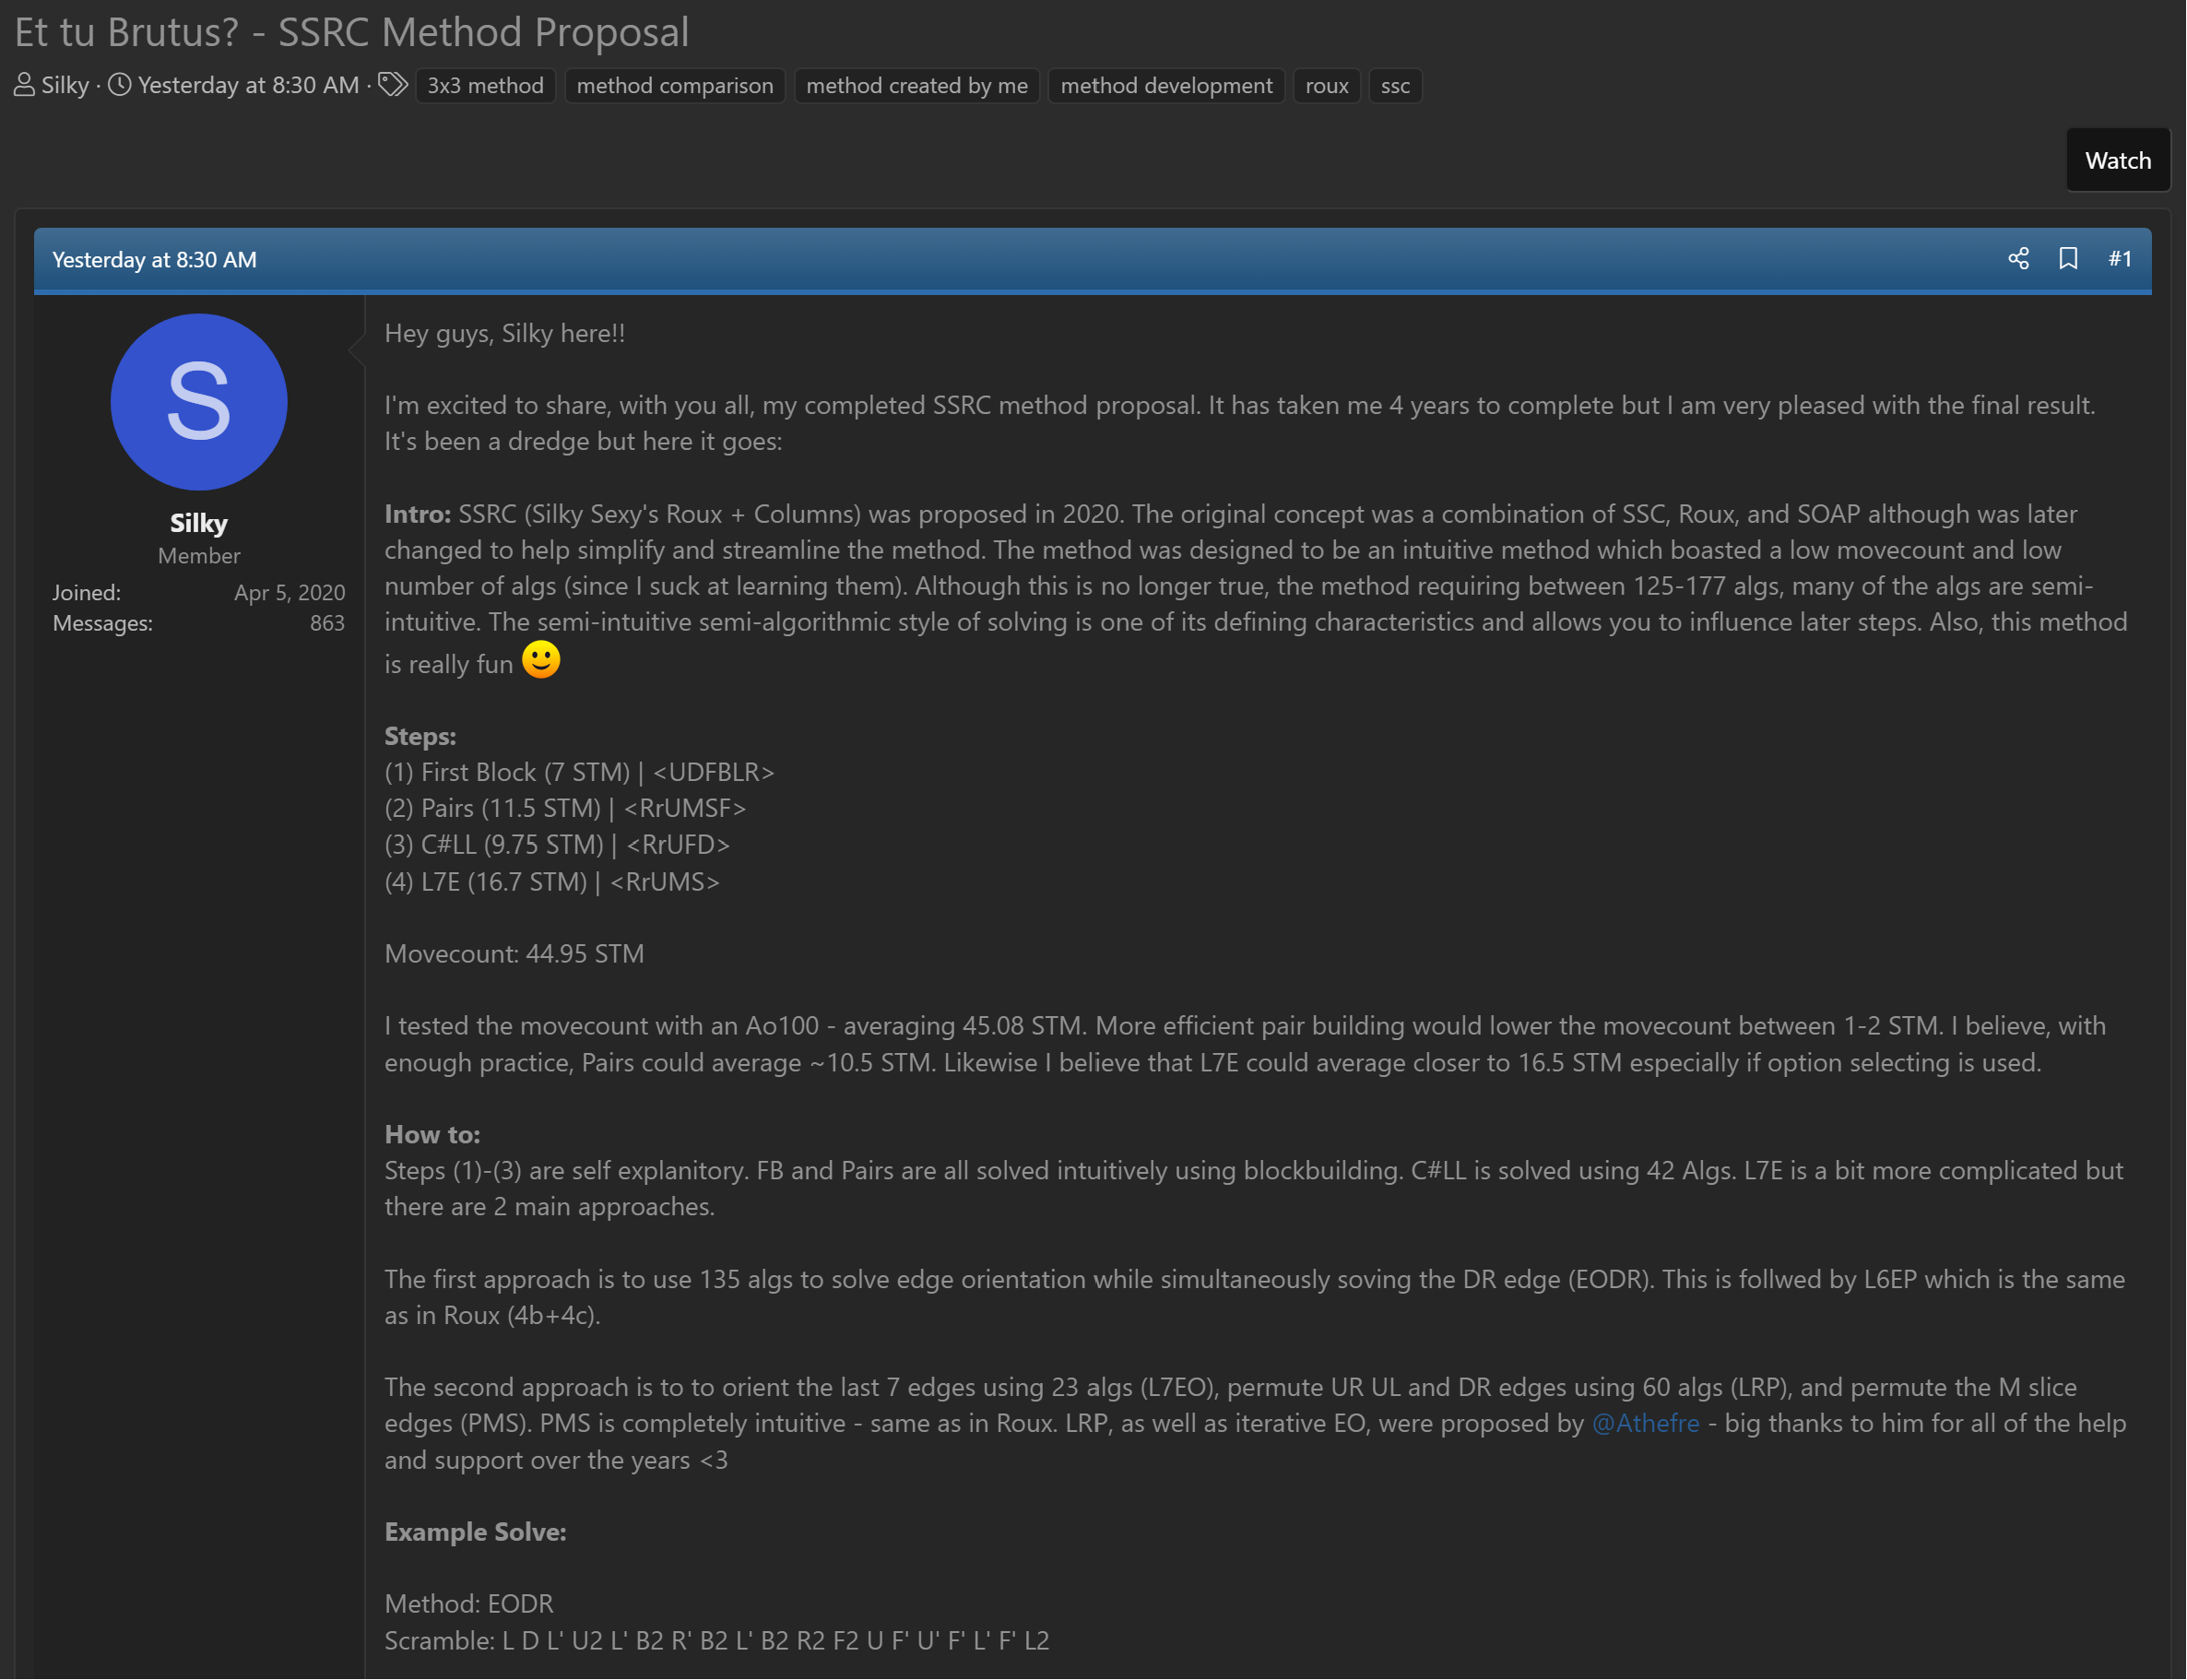 Et tu Brutus? - SSRC Method Proposal
Silky · Yesterday at 8:30 AM · 3x3 method method comparison method created by me method development roux ssc
Watch
Yesterday at 8:30 AM #1
S
Silky
Member
Joined: Apr 5, 2020
Messages: 863
Hey guys, Silky here!!
I'm excited to share, with you all, my completed SSRC method proposal. It has taken me 4 years to complete but I am very pleased with the final result.
It's been a dredge but here it goes:
Intro: SSRC (Silky Sexy's Roux + Columns) was proposed in 2020. The original concept was a combination of SSC, Roux, and SOAP although was later
changed to help simplify and streamline the method. The method was designed to be an intuitive method which boasted a low movecount and low
number of algs (since I suck at learning them). Although this is no longer true, the method requiring between 125-177 algs, many of the algs are semi-
intuitive. The semi-intuitive semi-algorithmic style of solving is one of its defining characteristics and allows you to influence later steps. Also, this method
is really fun 🙂
Steps:
(1) First Block (7 STM) | <UDFBLR>
(2) Pairs (11.5 STM) | <RrUMSF>
(3) C#LL (9.75 STM) | <RrUFD>
(4) L7E (16.7 STM) | <RrUMS>
Movecount: 44.95 STM
I tested the movecount with an Ao100 - averaging 45.08 STM. More efficient pair building would lower the movecount between 1-2 STM. I believe, with
enough practice, Pairs could average ~10.5 STM. Likewise I believe that L7E could average closer to 16.5 STM especially if option selecting is used.
How to:
Steps (1)-(3) are self explanitory. FB and Pairs are all solved intuitively using blockbuilding. C#LL is solved using 42 Algs. L7E is a bit more complicated but
there are 2 main approaches.
The first approach is to use 135 algs to solve edge orientation while simultaneously soving the DR edge (EODR). This is follwed by L6EP which is the same
as in Roux (4b+4c).
The second approach is to to orient the last 7 edges using 23 algs (L7EO), permute UR UL and DR edges using 60 algs (LRP), and permute the M slice
edges (PMS). PMS is completely intuitive - same as in Roux. LRP, as well as iterative EO, were proposed by @Athefre - big thanks to him for all of the help
and support over the years <3
Example Solve:
Method: EODR
Scramble: L D L' U2 L' B2 R' B2 L' B2 R2 F2 U F' U' F' L' F' L2